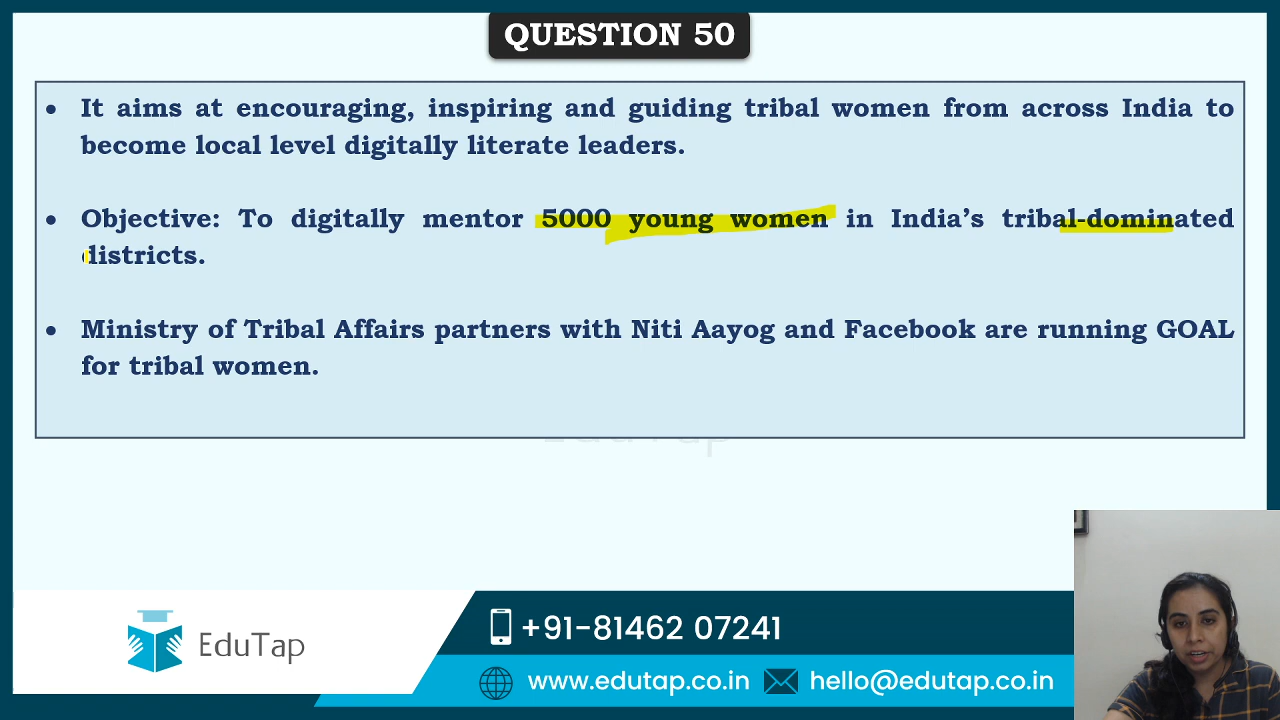 QUESTION 50
• It aims at encouraging, inspiring and guiding tribal women from across India to
become local level digitally literate leaders.
• Objective: To digitally mentor 5000 young women in India's tribal-dominated
districts.
• Ministry of Tribal Affairs partners with Niti Aayog and Facebook are running GOAL
for tribal women.
EduTap
EduTap
+91-81462 07241
www.edutap.co.in hello@edutap.co.in